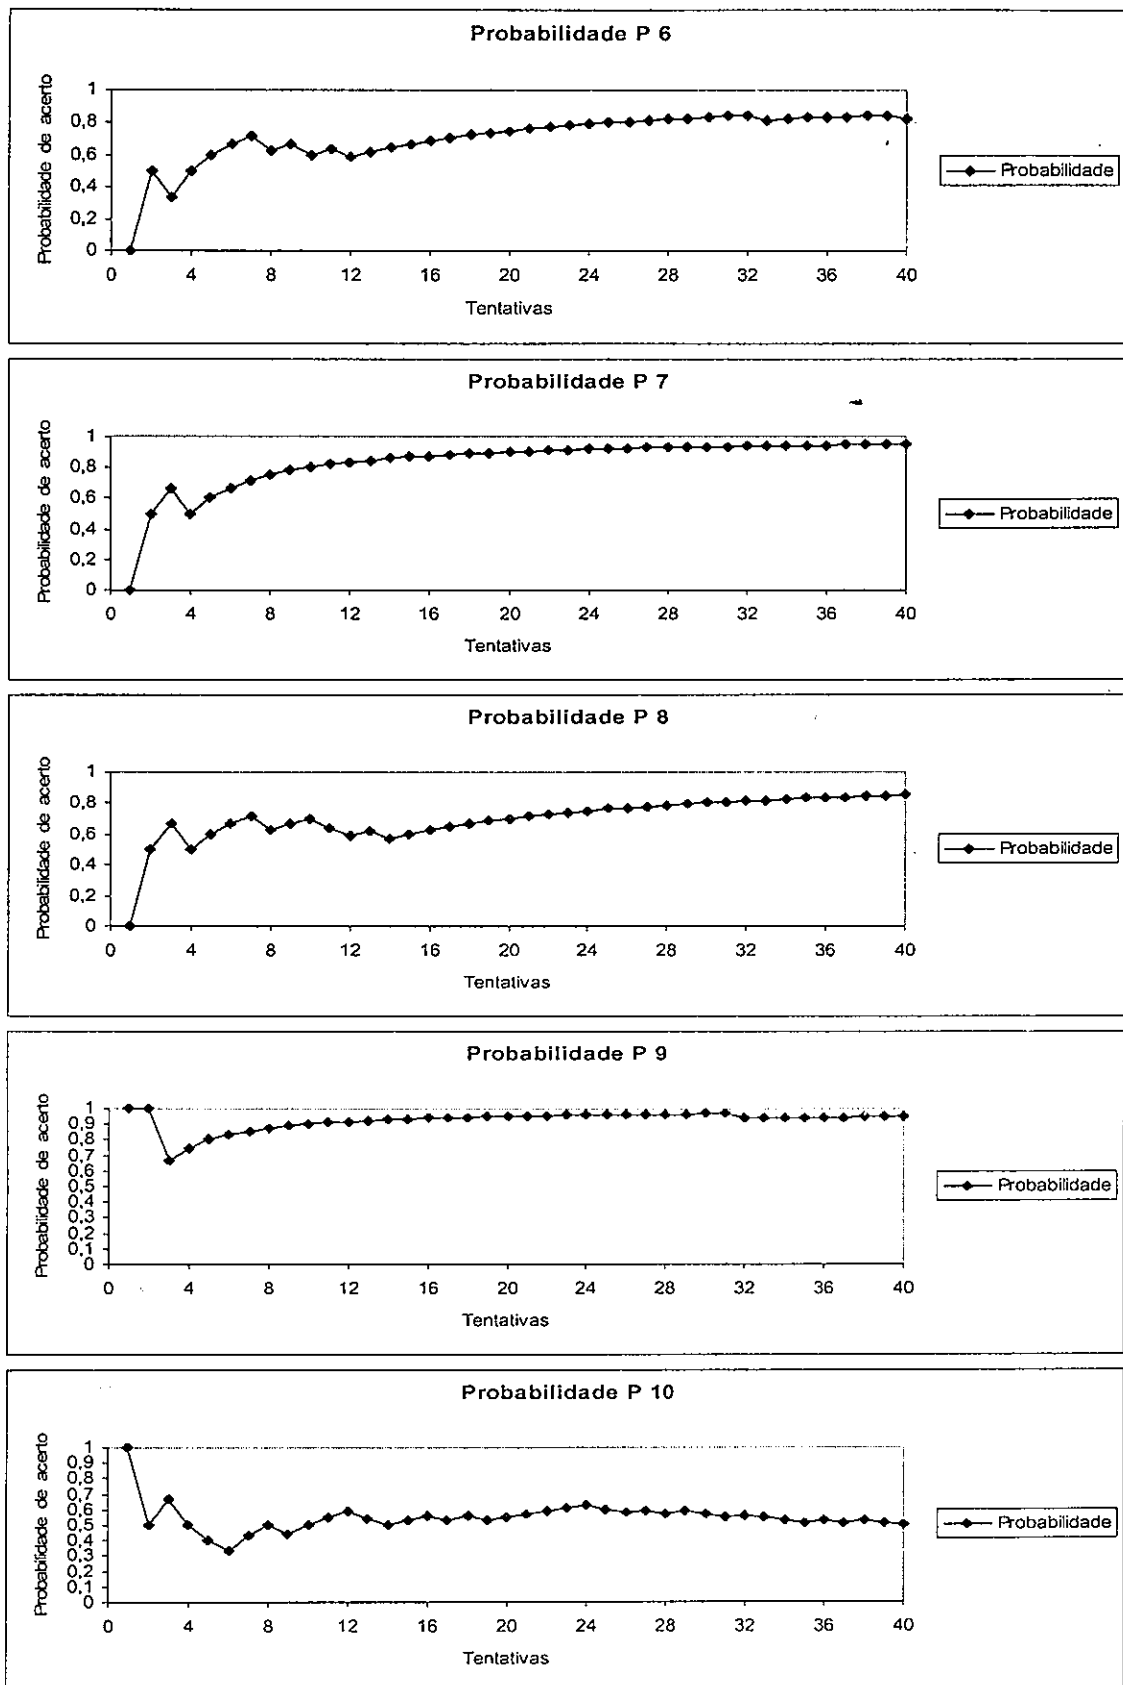 Probabilidade P 6
Probabilidade de acerto
1
0,8
0,6
0,4
0,2
0
0 4 8 12 16 20 24 28 32 36 40
Tentativas
Probabilidade
Probabilidade P 7
Probabilidade de acerto
1
0,8
0,6
0,4
0,2
0
0 4 8 12 16 20 24 28 32 36 40
Tentativas
Probabilidade
Probabilidade P 8
Probabilidade de acerto
1
0,8
0,6
0,4
0,2
0
0 4 8 12 16 20 24 28 32 36 40
Tentativas
Probabilidade
Probabilidade P 9
Probabilidade de acerto
1
0,9
0,8
0,7
0,6
0,5
0,4
0,3
0,2
0,1
0
0 4 8 12 16 20 24 28 32 36 40
Tentativas
Probabilidade
Probabilidade P 10
Probabilidade de acerto
1
0,9
0,8
0,7
0,6
0,5
0,4
0,3
0,2
0,1
0
0 4 8 12 16 20 24 28 32 36 40
Tentativas
Probabilidade